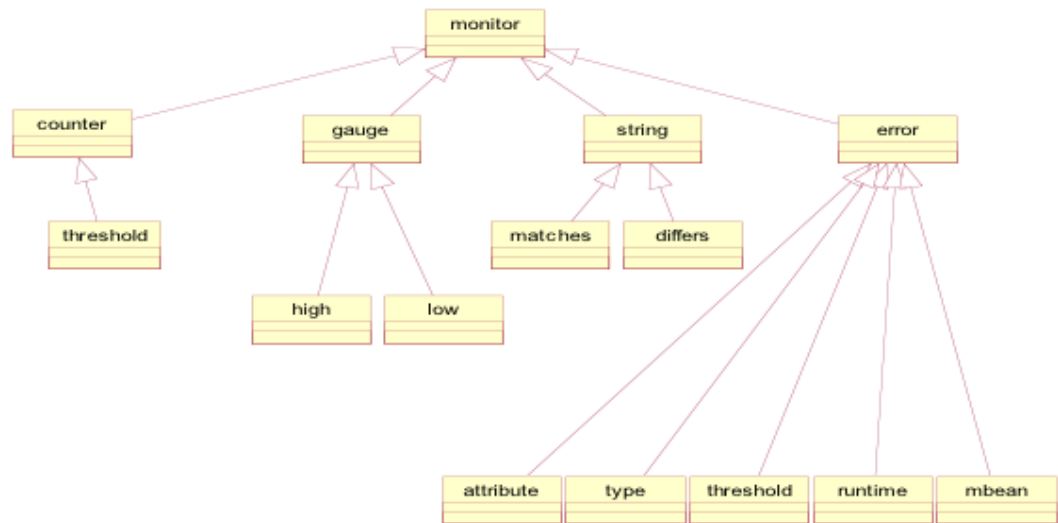 monitor
counter
gauge
string
error
threshold
matches
differs
high
low
attribute
type
threshold
runtime
mbean